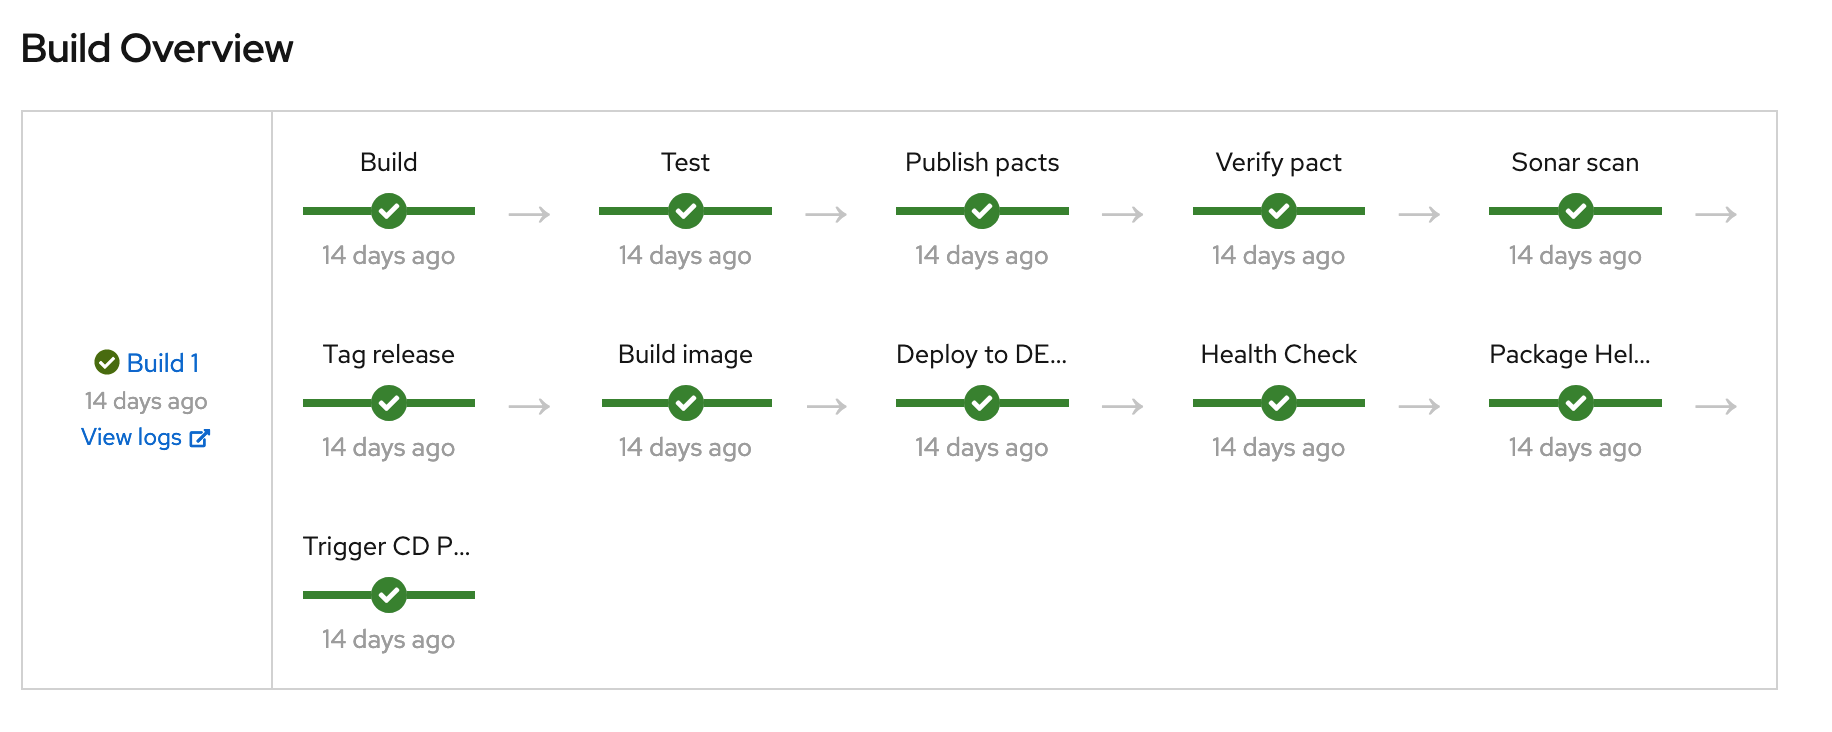 Build Overview
Build
Test
Publish pacts
Verify pact
Sonar scan
14 days ago
14 days ago
14 days ago
14 days ago
14 days ago
Build 1
14 days ago
View logs
Tag release
Build image
Deploy to DE...
Health Check
Package Hel...
14 days ago
14 days ago
14 days ago
14 days ago
14 days ago
Trigger CD P...
14 days ago